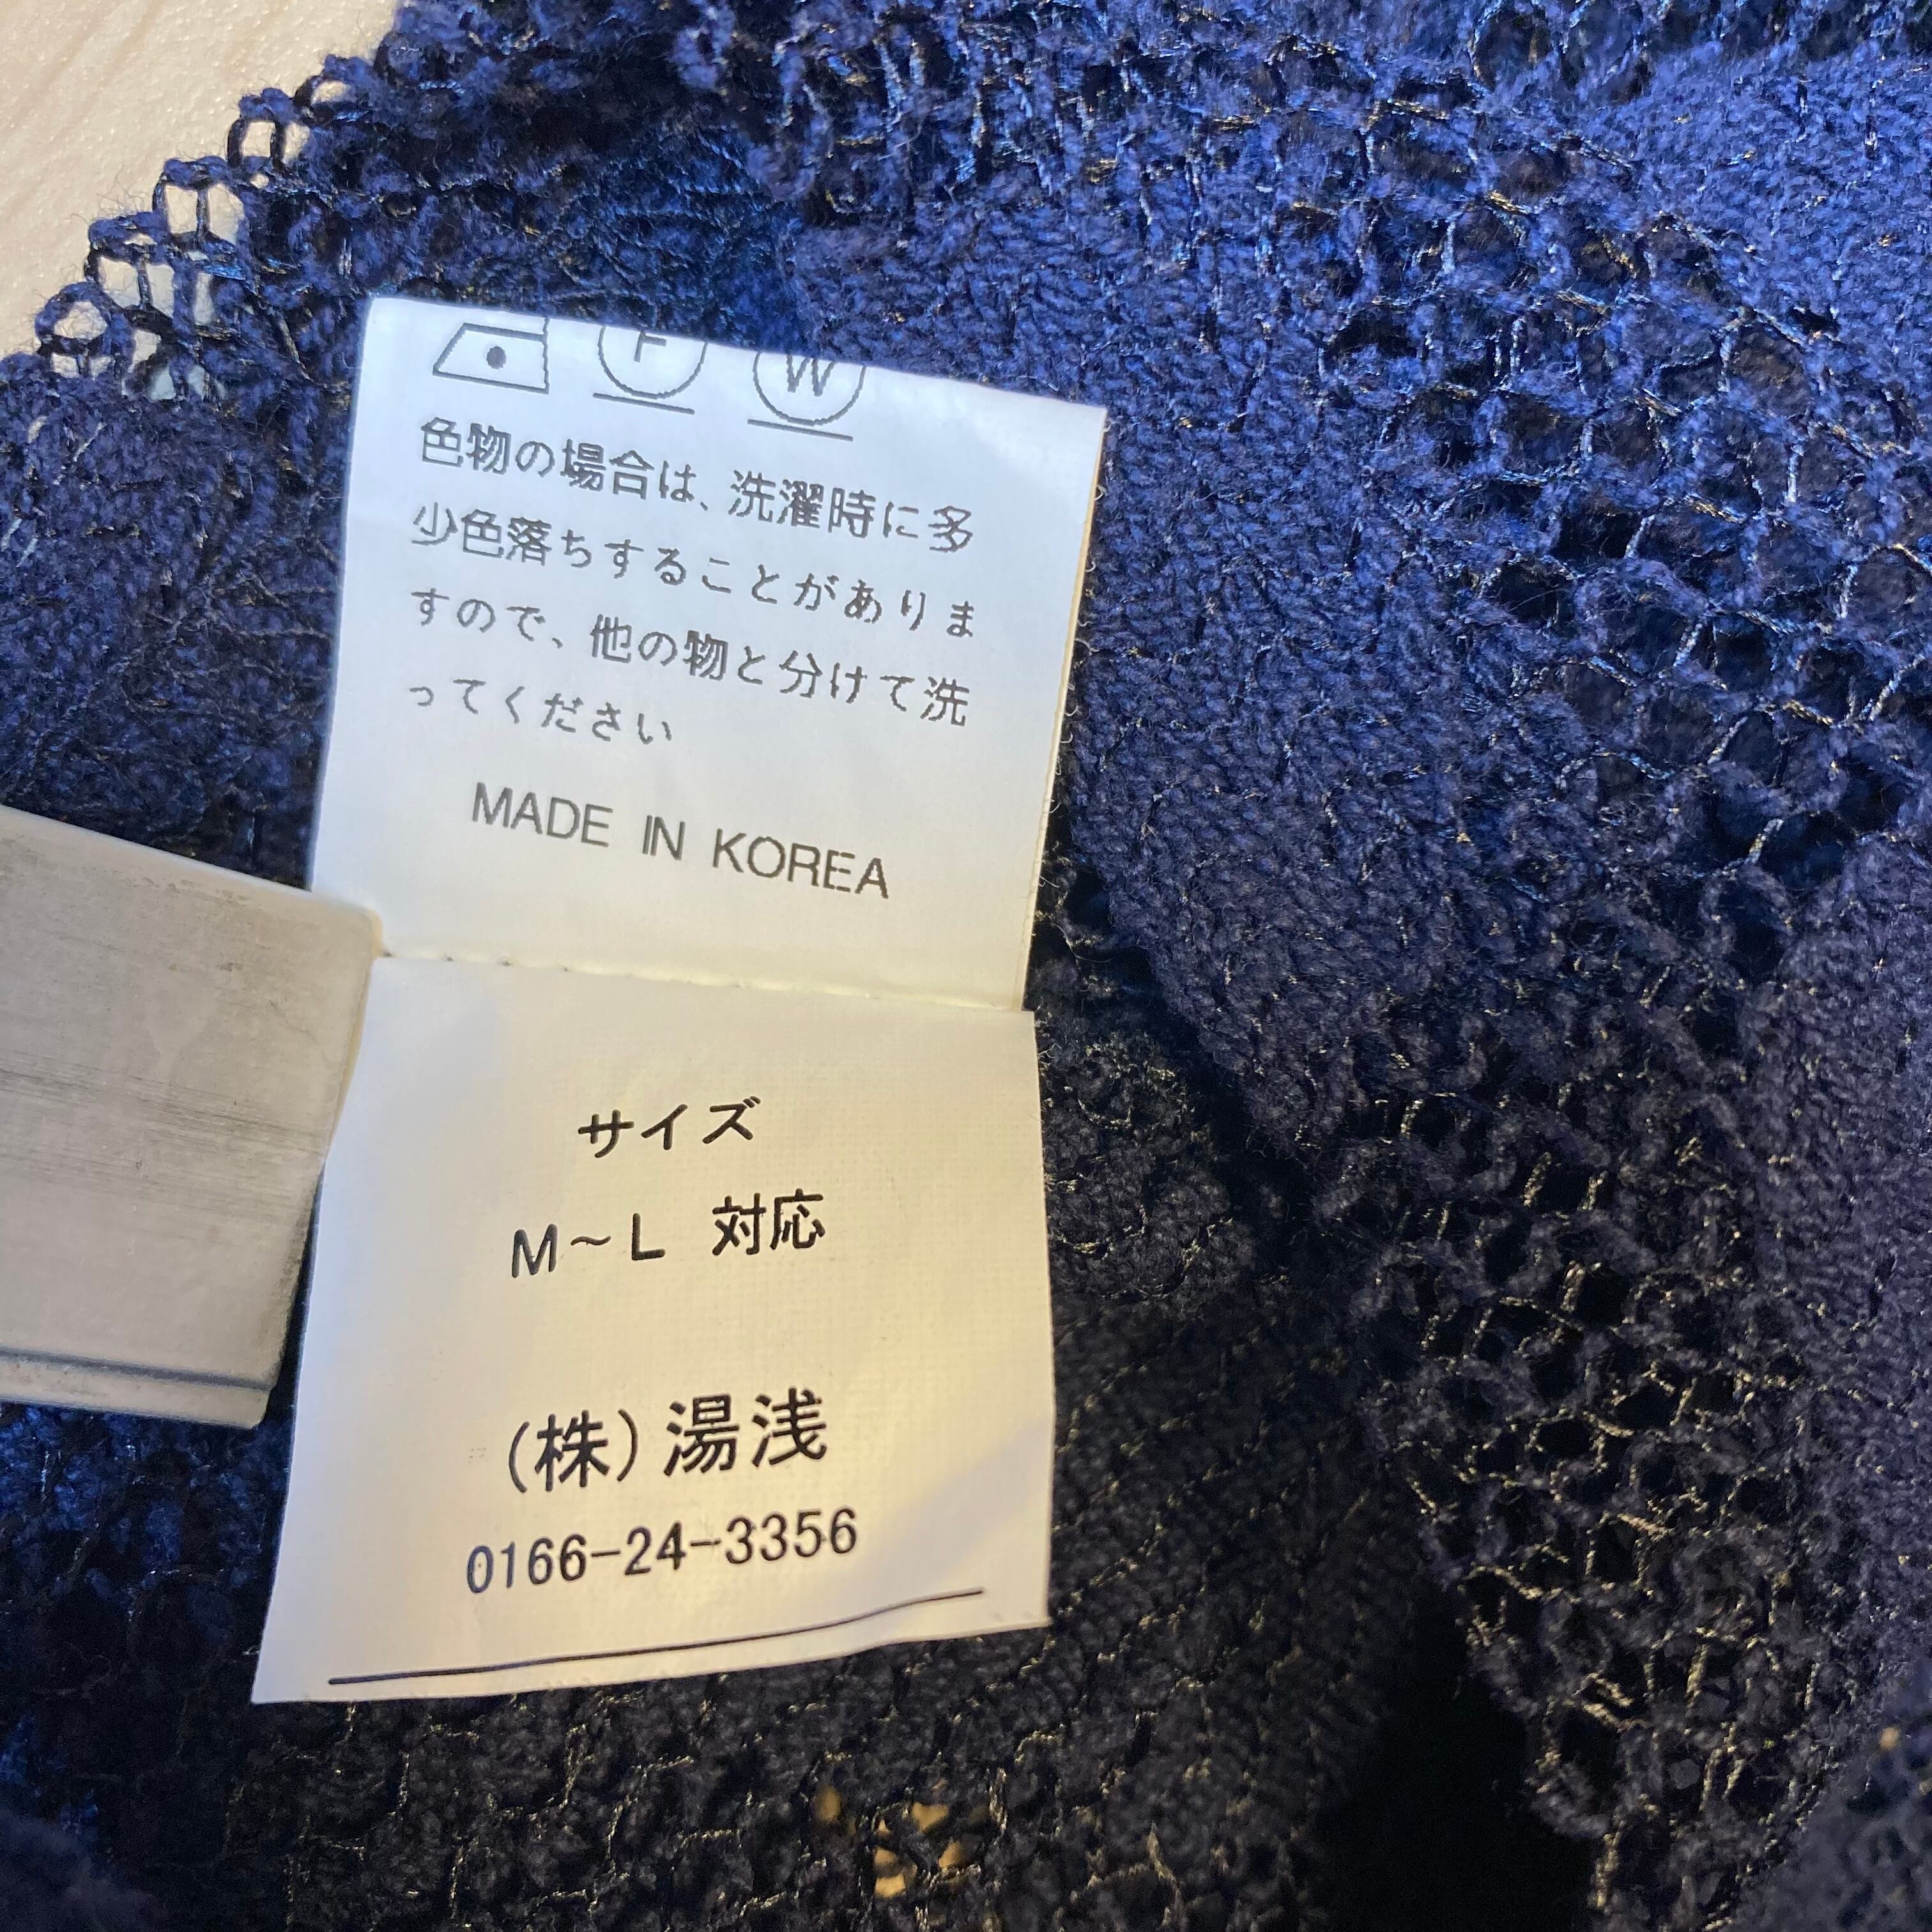 F W
色物の場合は、洗濯時に多
少色落ちすることがありま
すので、他の物と分けて洗
ってください
MADE IN KOREA
サイズ
M〜L 対応
(株)湯浅
0166-24-3356